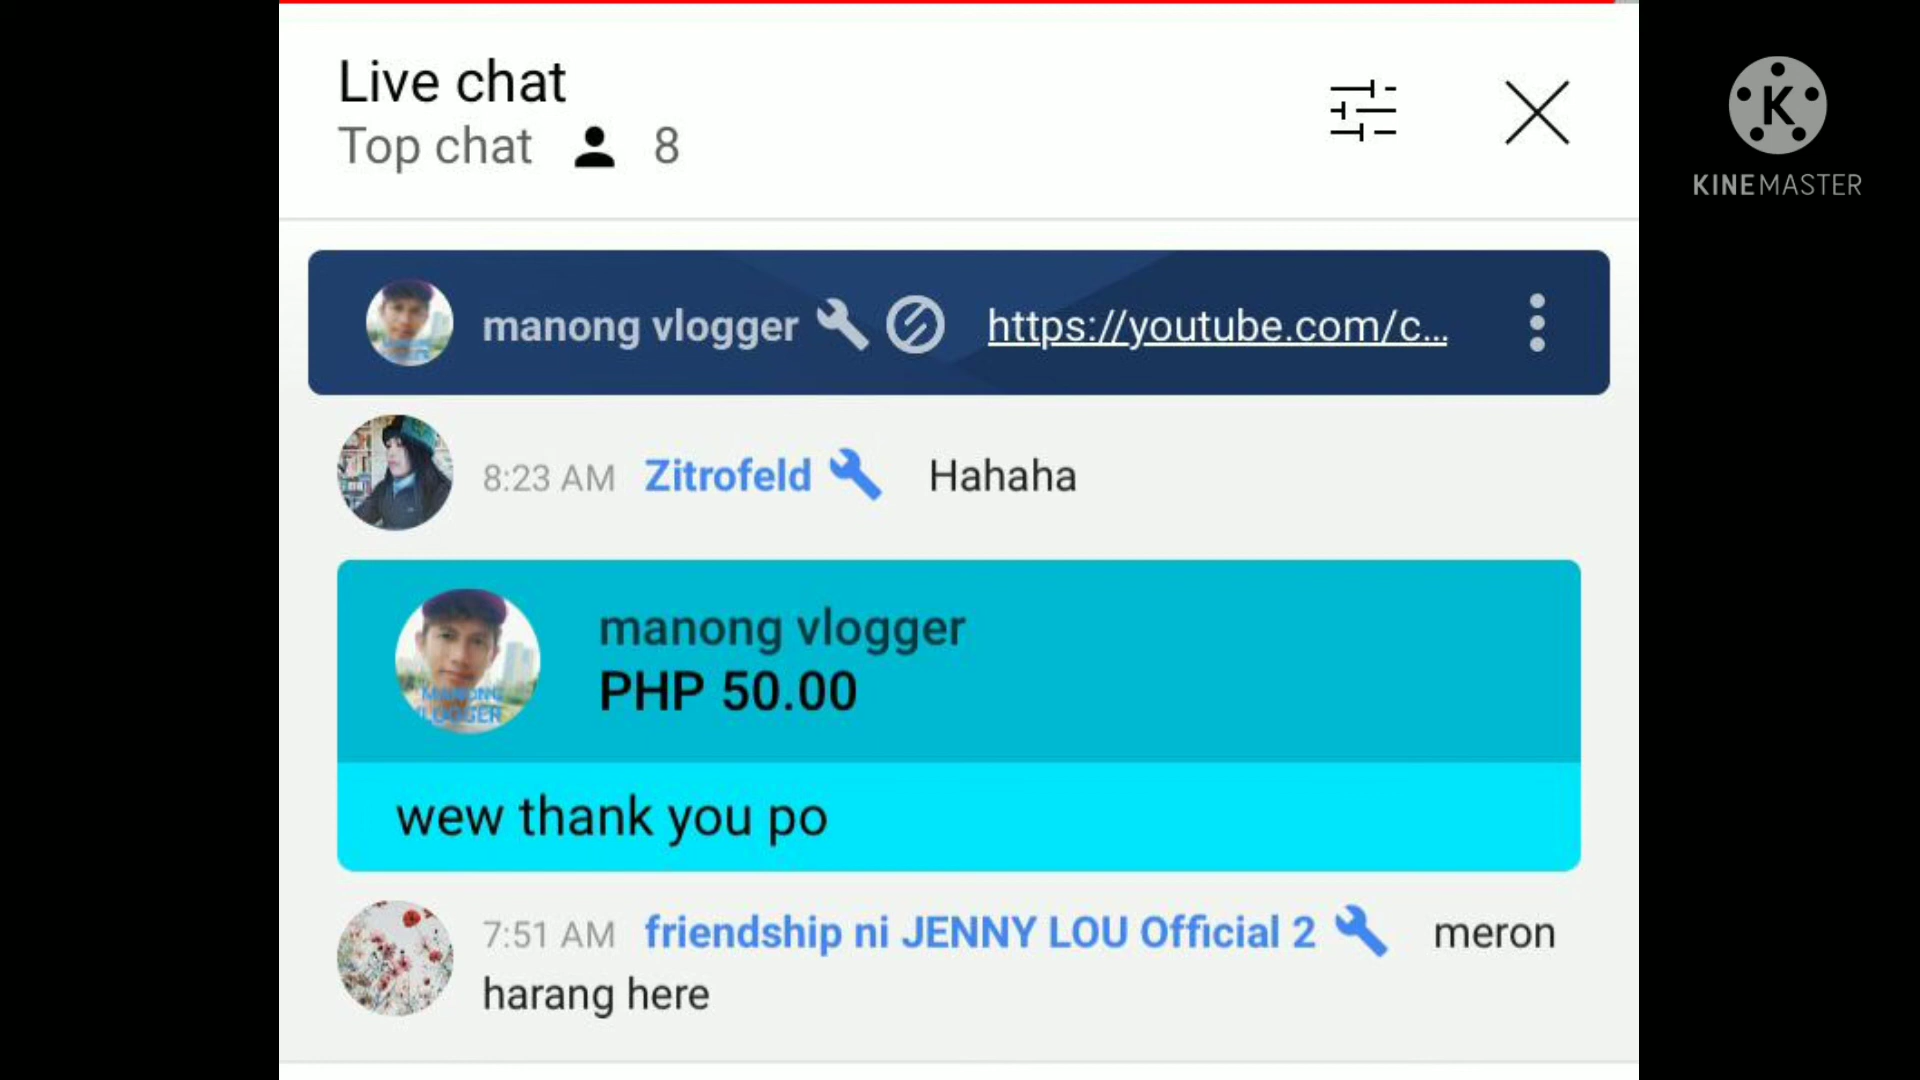 Live chat
Top chat 8
KINEMASTER
manong vlogger https://youtube.com/c...
8:23 AM Zitrofeld Hahaha
manong vlogger
PHP 50.00
MANONG
wew thank you po
7:51 AM friendship ni JENNY LOU Official 2 meron
harang here